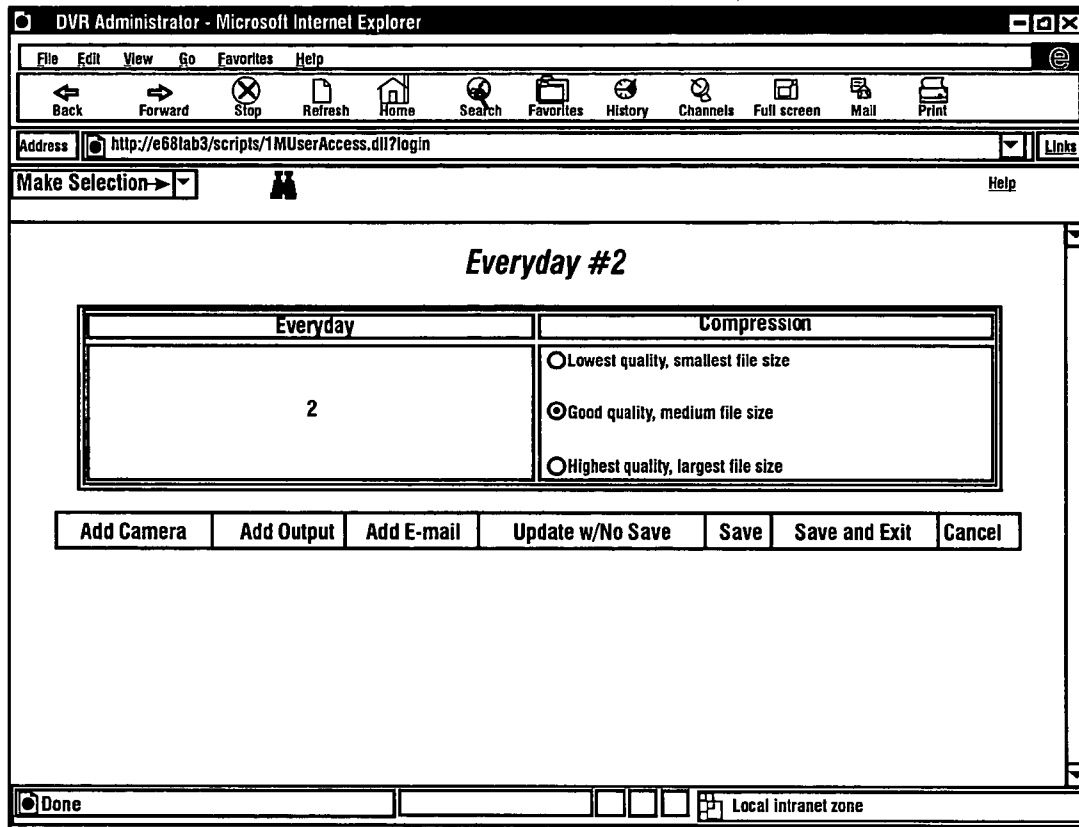 DVR Administrator - Microsoft Internet Explorer
File Edit View Go Favorites Help
Back Forward Stop Refresh Home Search Favorites History Channels Full screen Mail Print
Address http://e68lab3/scripts/1MUserAccess.dll?login Links
Make Selection Help
Everyday #2
Everyday Compression
Lowest quality, smallest file size
2 Good quality, medium file size
Highest quality, largest file size
Add Camera Add Output Add E-mail Update w/No Save Save Save and Exit Cancel
Done Local intranet zone